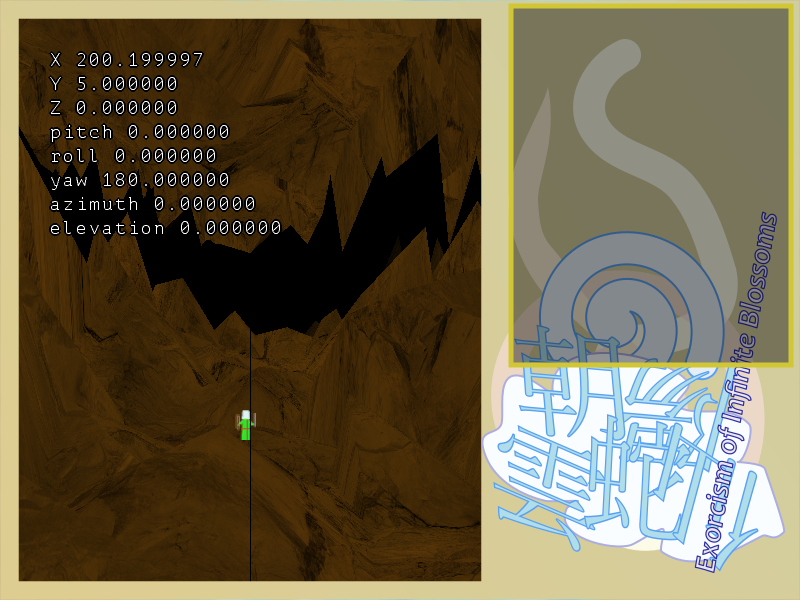 X 200.199997
Y 5.000000
Z 0.000000
pitch 0.000000
roll 0.000000
yaw 180.000000
azimuth 0.000000
elevation 0.000000
Exorcism of Infinite Blossoms